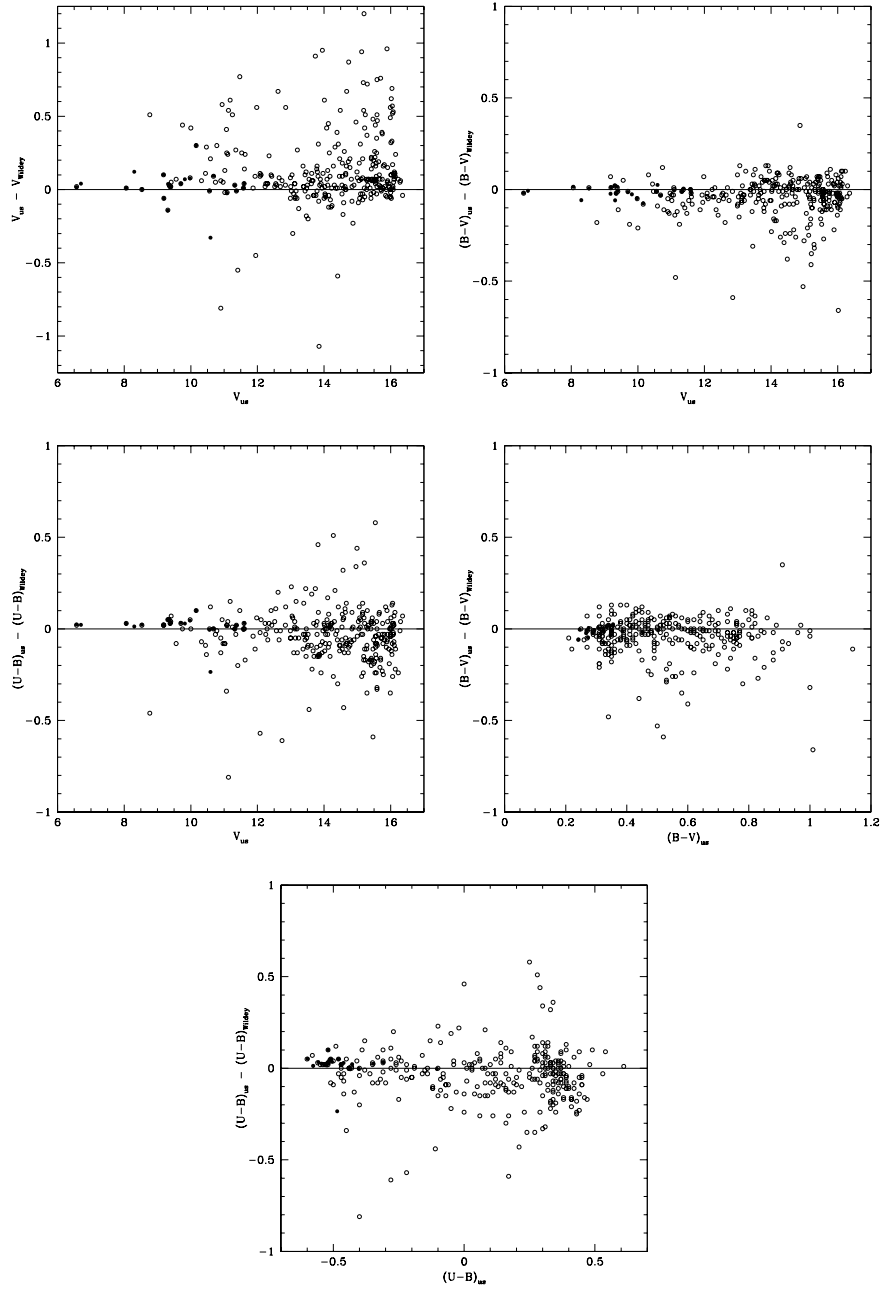 1
0.5
0
−0.5
−1
V_us − V_Wildey
6 8 10 12 14 16
V_us
1
0.5
0
−0.5
−1
(B−V)_us − (B−V)_Wildey
6 8 10 12 14 16
V_us
1
0.5
0
−0.5
−1
(U−B)_us − (U−B)_Wildey
6 8 10 12 14 16
V_us
1
0.5
0
−0.5
−1
(B−V)_us − (B−V)_Wildey
0 0.2 0.4 0.6 0.8 1 1.2
(B−V)_us
1
0.5
0
−0.5
−1
(U−B)_us − (U−B)_Wildey
−0.5 0 0.5
(U−B)_us